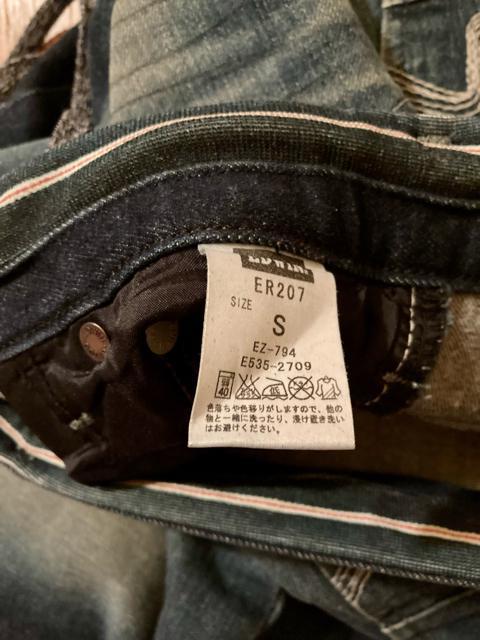 EDWIN.
ER207
SIZE
S
EZ-794
E535-2709
40
色落ちや色移りがしますので、他の
物と一緒に洗ったり、浸け置き洗い
はお避けください。